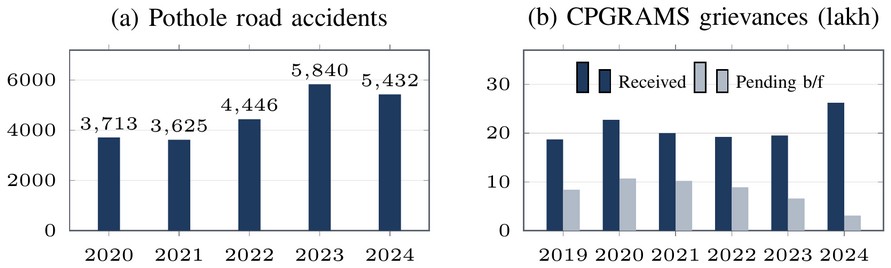 (a) Pothole road accidents
6000
4000
2000
0
3,713
3,625
4,446
5,840
5,432
2020 2021 2022 2023 2024
(b) CPGRAMS grievances (lakh)
30
20
10
0
Received Pending b/f
2019 2020 2021 2022 2023 2024